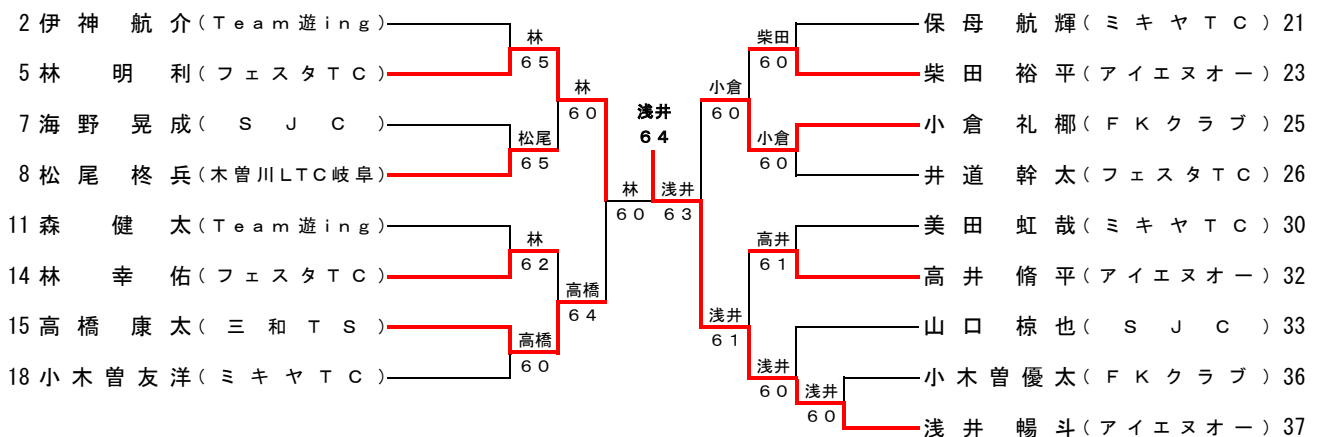 2 伊神航介(Team遊ing)
林
65
5 林明利(フェスタTC)
林
60
7 海野晃成(SJC)
松尾
65
8 松尾柊兵(木曽川LTC岐阜)
林
60
11 森健太(Team遊ing)
林
62
14 林幸佑(フェスタTC)
高橋
64
15 高橋康太(三和TS)
高橋
60
18 小木曽友洋(ミキヤTC)
浅井
64
浅井
63
保母航輝(ミキヤTC) 21
柴田
60
柴田裕平(アイエヌオー) 23
小倉
60
小倉礼椰(FKクラブ) 25
小倉
60
井道幹太(フェスタTC) 26
美田虹哉(ミキヤTC) 30
高井
61
高井脩平(アイエヌオー) 32
浅井
61
山口椋也(SJC) 33
浅井
60
小木曽優太(FKクラブ) 36
浅井
60
浅井暢斗(アイエヌオー) 37